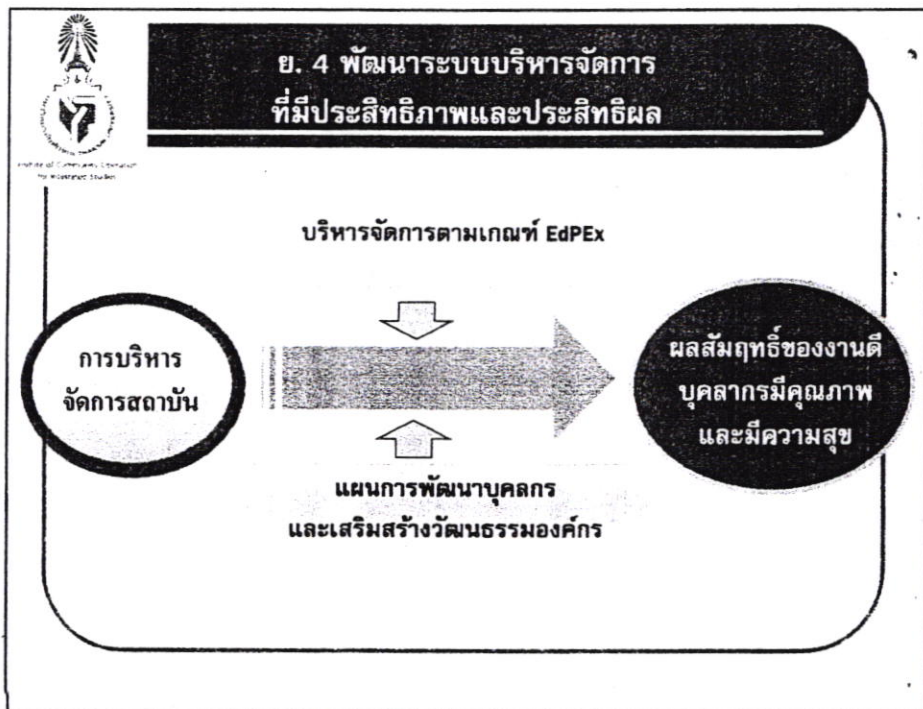 ย. 4 พัฒนาระบบบริหารจัดการ
ที่มีประสิทธิภาพและประสิทธิผล
Institute of Community Operation
for Integrated Studies
บริหารจัดการตามเกณฑ์ EdPEx
การบริหาร
จัดการสถาบัน
ผลสัมฤทธิ์ของงานดี
บุคลากรมีคุณภาพ
และมีความสุข
แผนการพัฒนาบุคลกร
และเสริมสร้างวัฒนธรรมองค์กร